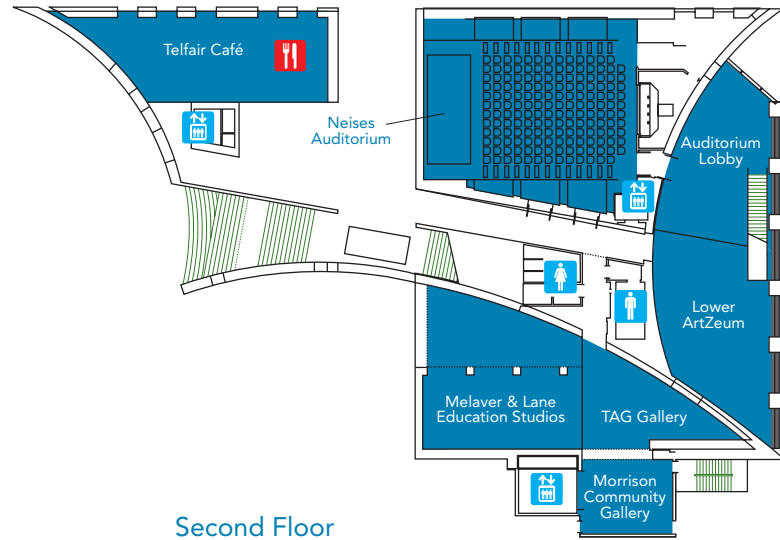 Telfair Café
Neises
Auditorium
Auditorium
Lobby
Lower
ArtZeum
Melaver & Lane
Education Studios
TAG Gallery
Morrison
Community
Gallery
Second Floor